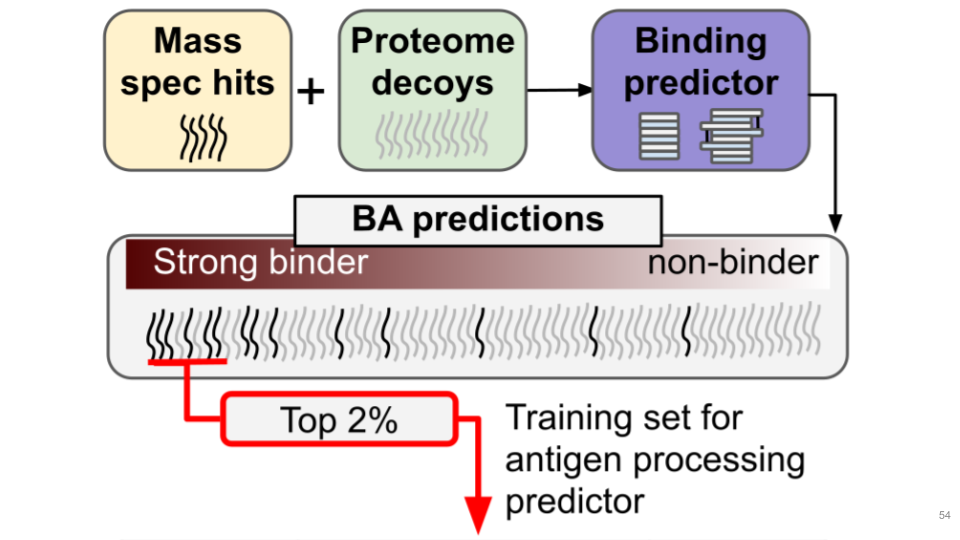 Mass
spec hits
+
Proteome
decoys
Binding
predictor
BA predictions
Strong binder
non-binder
Top 2%
Training set for
antigen processing
predictor
54